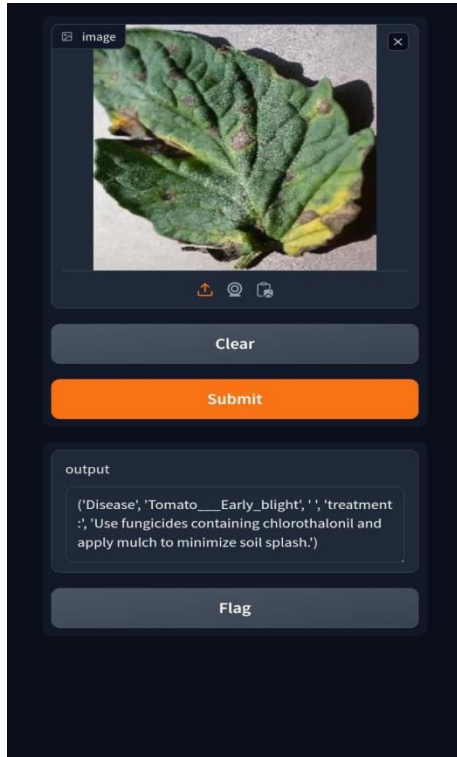 image
Clear
Submit
output
('Disease', 'Tomato___Early_blight', ' ', 'treatment
:', 'Use fungicides containing chlorothalonil and
apply mulch to minimize soil splash.')
Flag